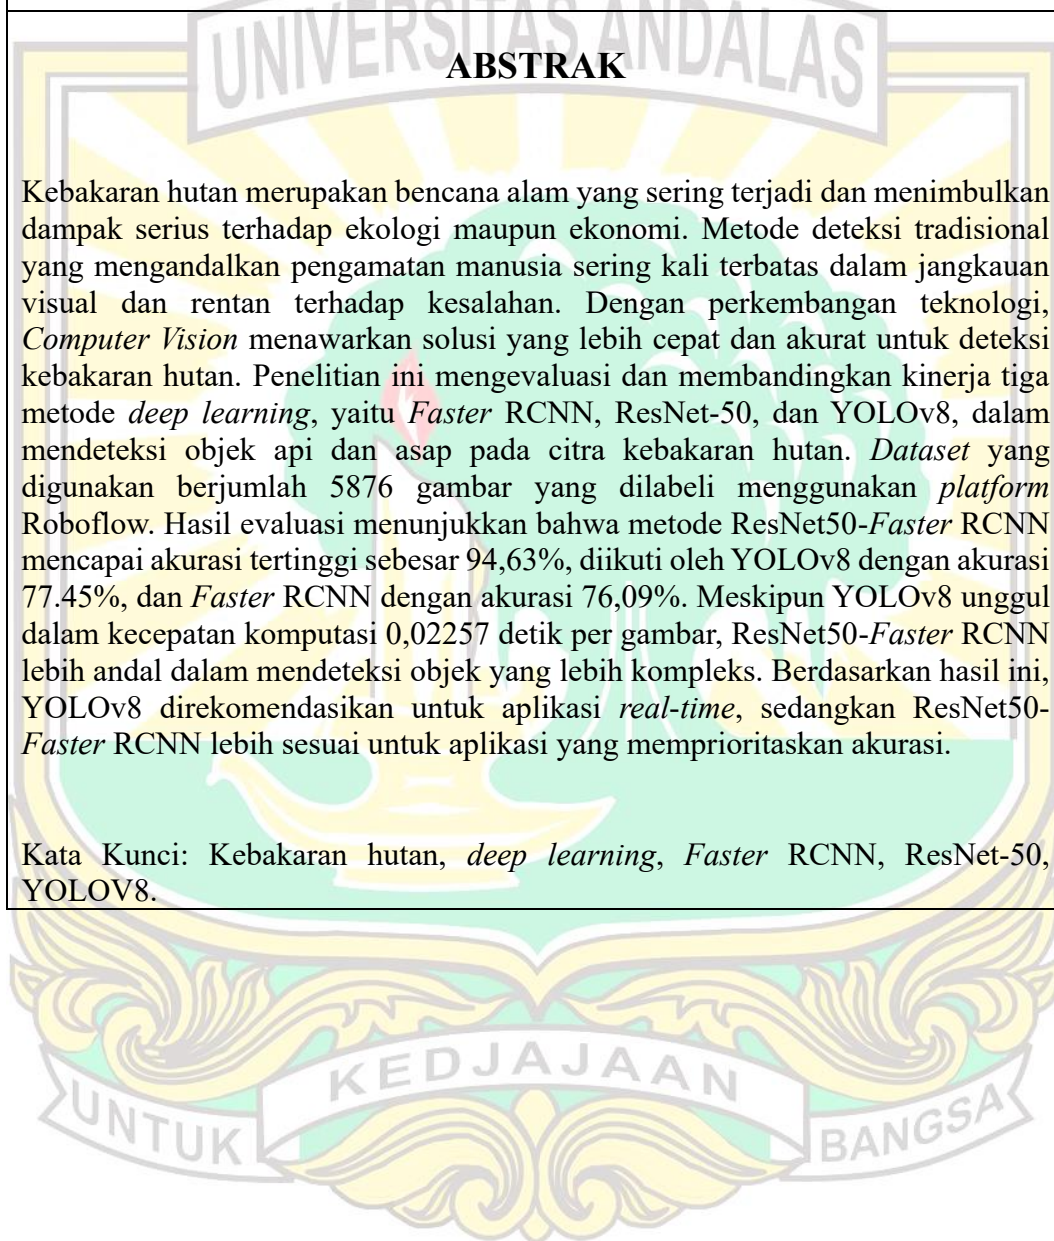 UNIVERSITAS ANDALAS
ABSTRAK
Kebakaran hutan merupakan bencana alam yang sering terjadi dan menimbulkan
dampak serius terhadap ekologi maupun ekonomi. Metode deteksi tradisional
yang mengandalkan pengamatan manusia sering kali terbatas dalam jangkauan
visual dan rentan terhadap kesalahan. Dengan perkembangan teknologi,
Computer Vision menawarkan solusi yang lebih cepat dan akurat untuk deteksi
kebakaran hutan. Penelitian ini mengevaluasi dan membandingkan kinerja tiga
metode deep learning, yaitu Faster RCNN, ResNet-50, dan YOLOv8, dalam
mendeteksi objek api dan asap pada citra kebakaran hutan. Dataset yang
digunakan berjumlah 5876 gambar yang dilabeli menggunakan platform
Roboflow. Hasil evaluasi menunjukkan bahwa metode ResNet50-Faster RCNN
mencapai akurasi tertinggi sebesar 94,63%, diikuti oleh YOLOv8 dengan akurasi
77.45%, dan Faster RCNN dengan akurasi 76,09%. Meskipun YOLOv8 unggul
dalam kecepatan komputasi 0,02257 detik per gambar, ResNet50-Faster RCNN
lebih andal dalam mendeteksi objek yang lebih kompleks. Berdasarkan hasil ini,
YOLOv8 direkomendasikan untuk aplikasi real-time, sedangkan ResNet50-
Faster RCNN lebih sesuai untuk aplikasi yang memprioritaskan akurasi.
Kata Kunci: Kebakaran hutan, deep learning, Faster RCNN, ResNet-50,
YOLOV8.
UNTUK KEDJAJAAN BANGSA